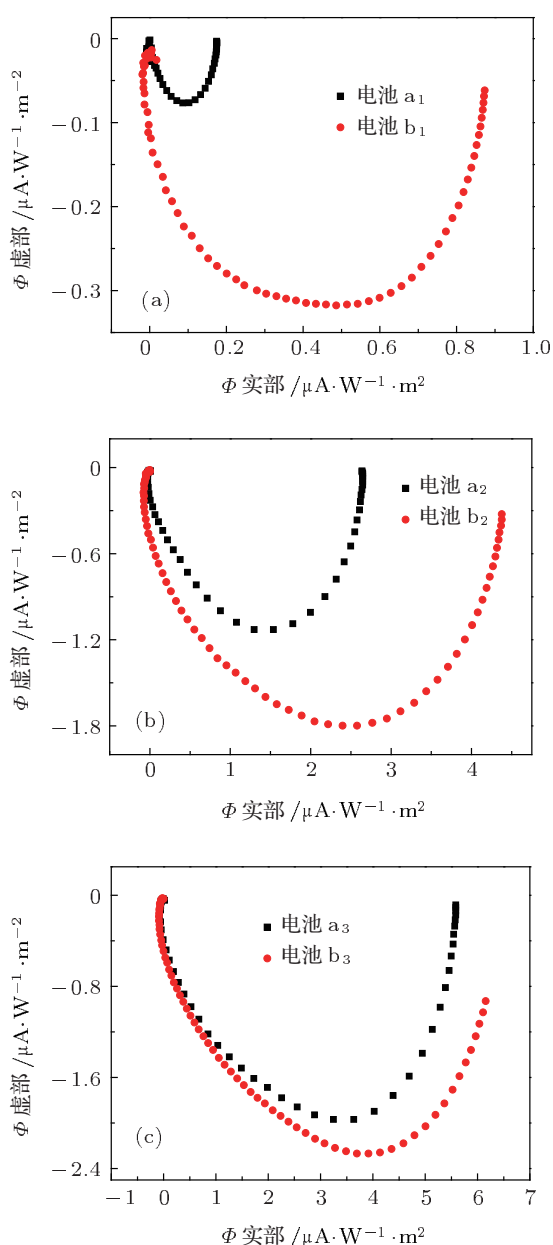 0
−0.1
−0.2
−0.3
Φ 虚部 /μA·W⁻¹·m⁻²
■ 电池 a₁
● 电池 b₁
(a)
0 0.2 0.4 0.6 0.8 1.0
Φ 实部 /μA·W⁻¹·m²
0
−0.6
−1.2
−1.8
Φ 虚部 /μA·W⁻¹·m⁻²
■ 电池 a₂
● 电池 b₂
(b)
0 1 2 3 4
Φ 实部 /μA·W⁻¹·m²
0
−0.8
−1.6
−2.4
Φ 虚部 /μA·W⁻¹·m⁻²
■ 电池 a₃
● 电池 b₃
(c)
−1 0 1 2 3 4 5 6 7
Φ 实部 /μA·W⁻¹·m²